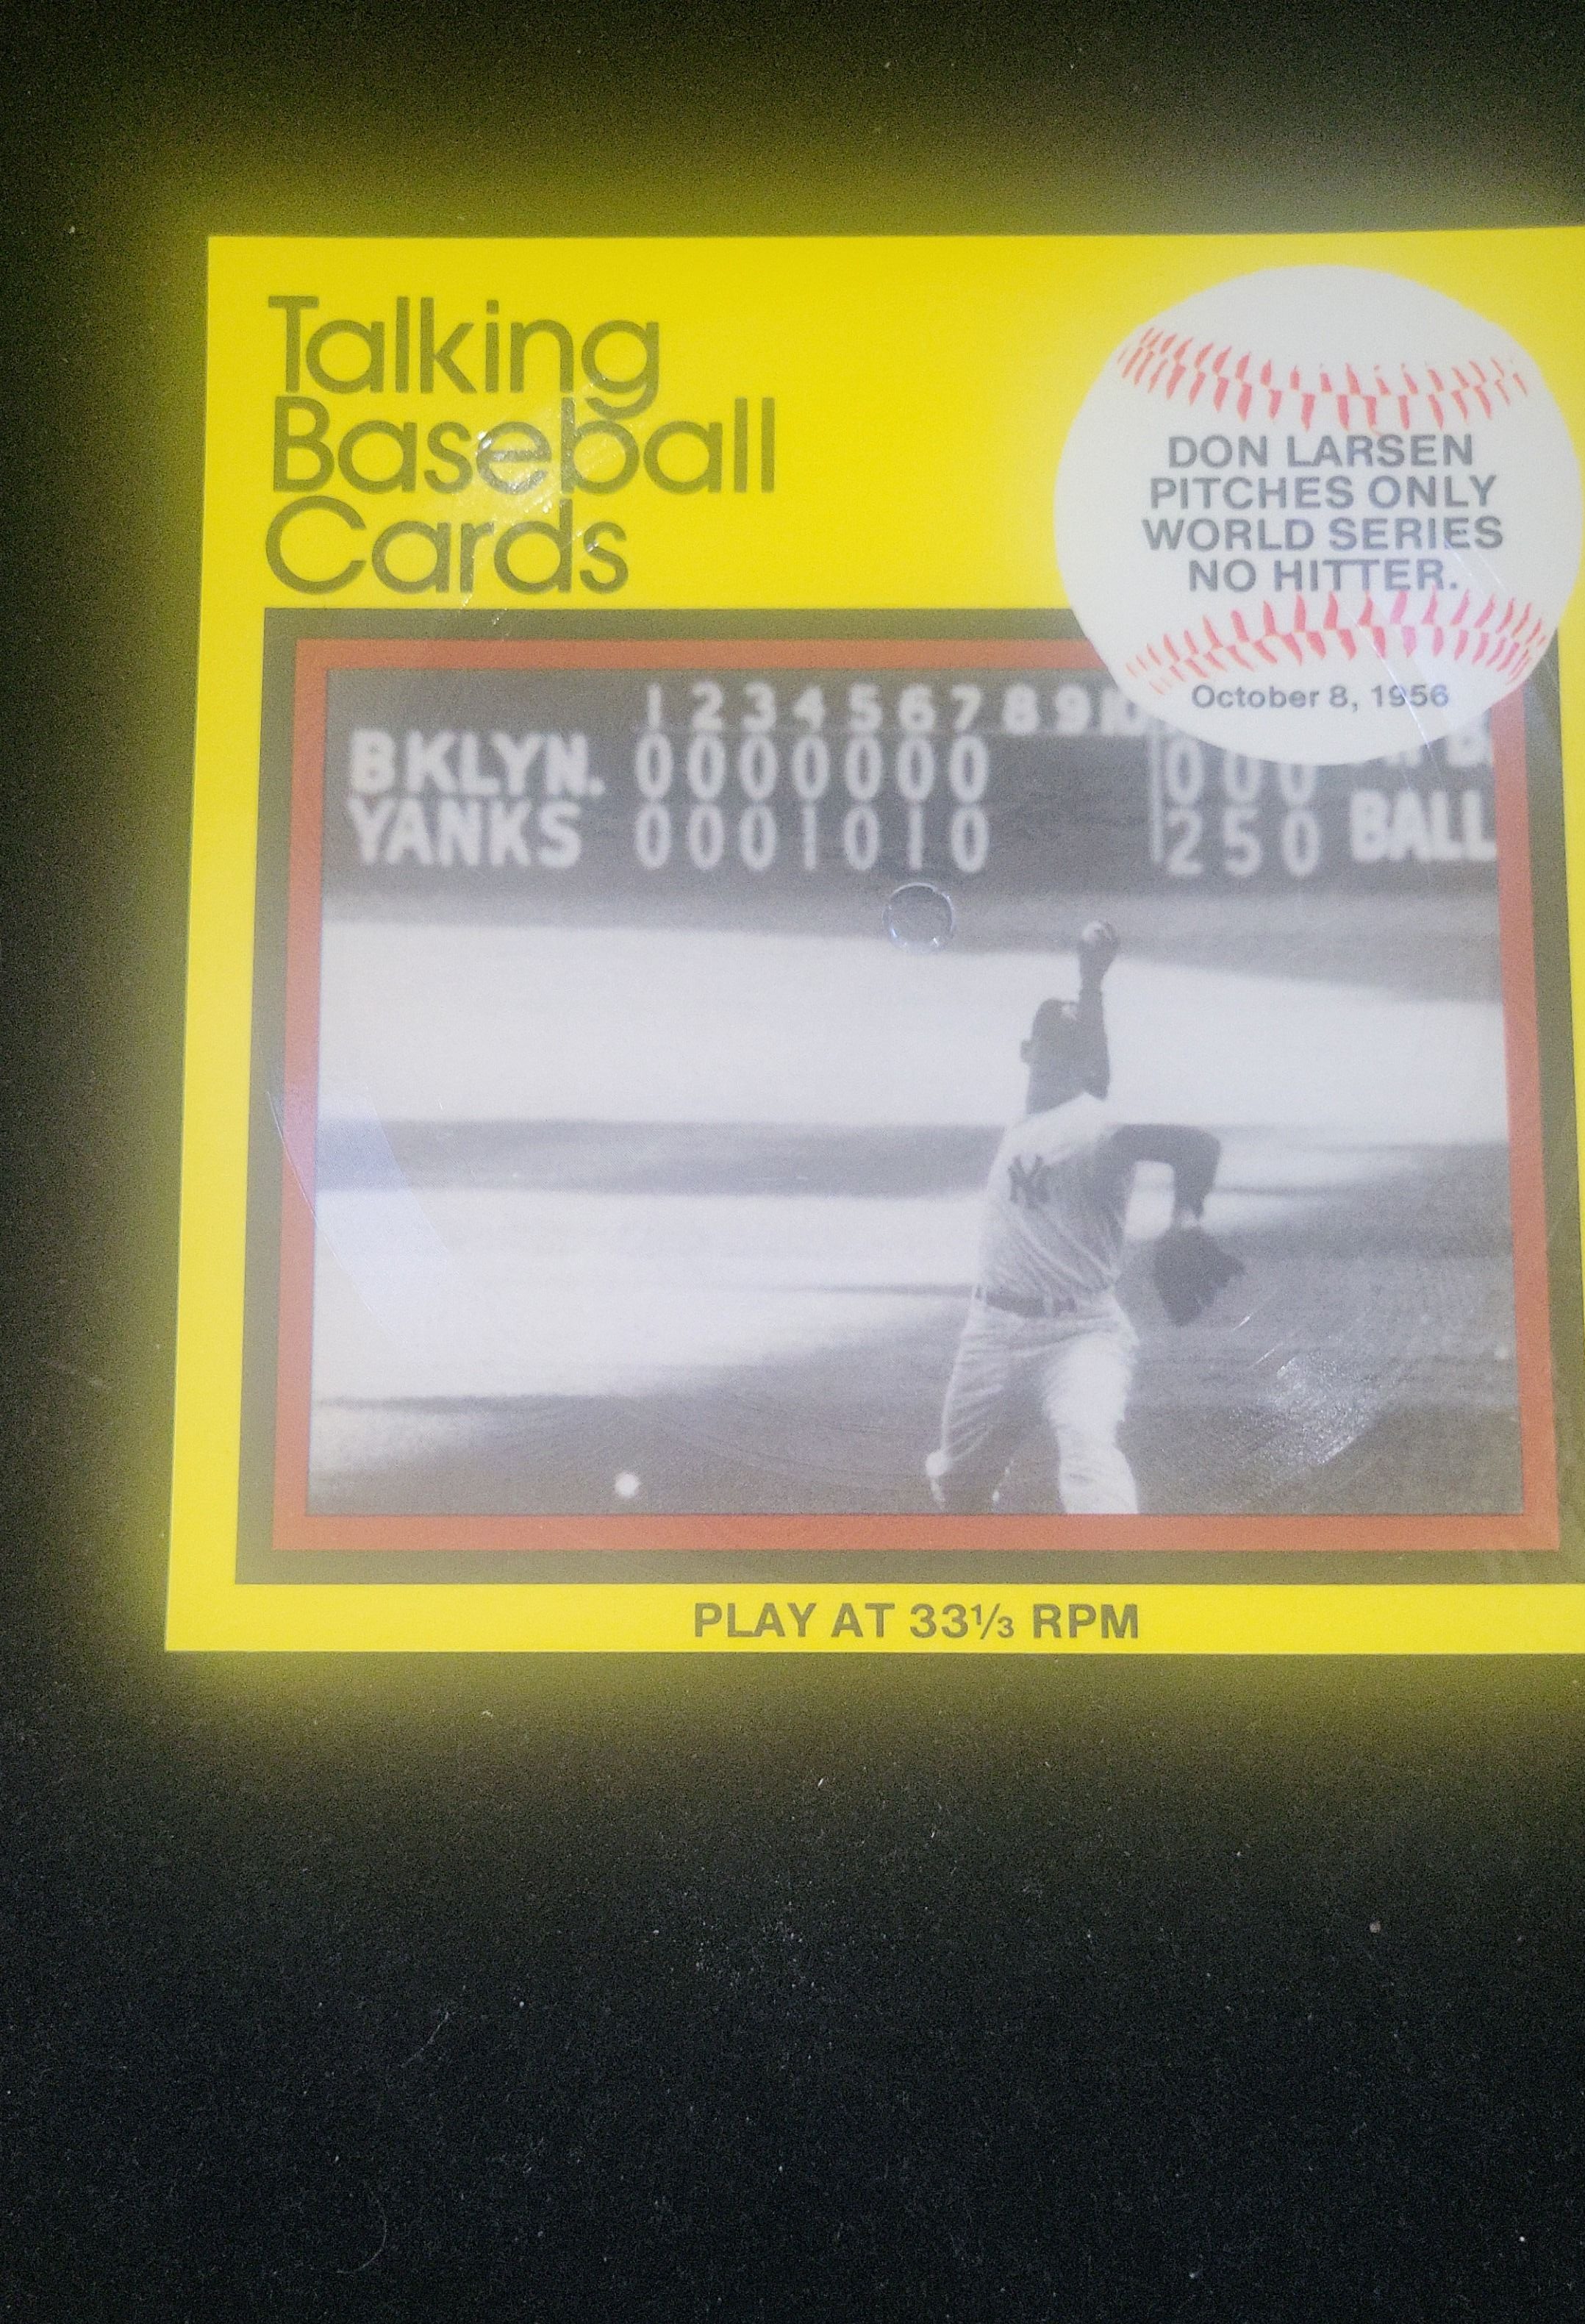 Talking
Baseball
Cards
DON LARSEN
PITCHES ONLY
WORLD SERIES
NO HITTER.
October 8, 1956
1 2 3 4 5 6 7 8 9 10
BKLYN. 0 0 0 0 0 0 0 0 0 0
YANKS 0 0 0 1 0 1 0 2 5 0 BALL
NY
PLAY AT 33⅓ RPM